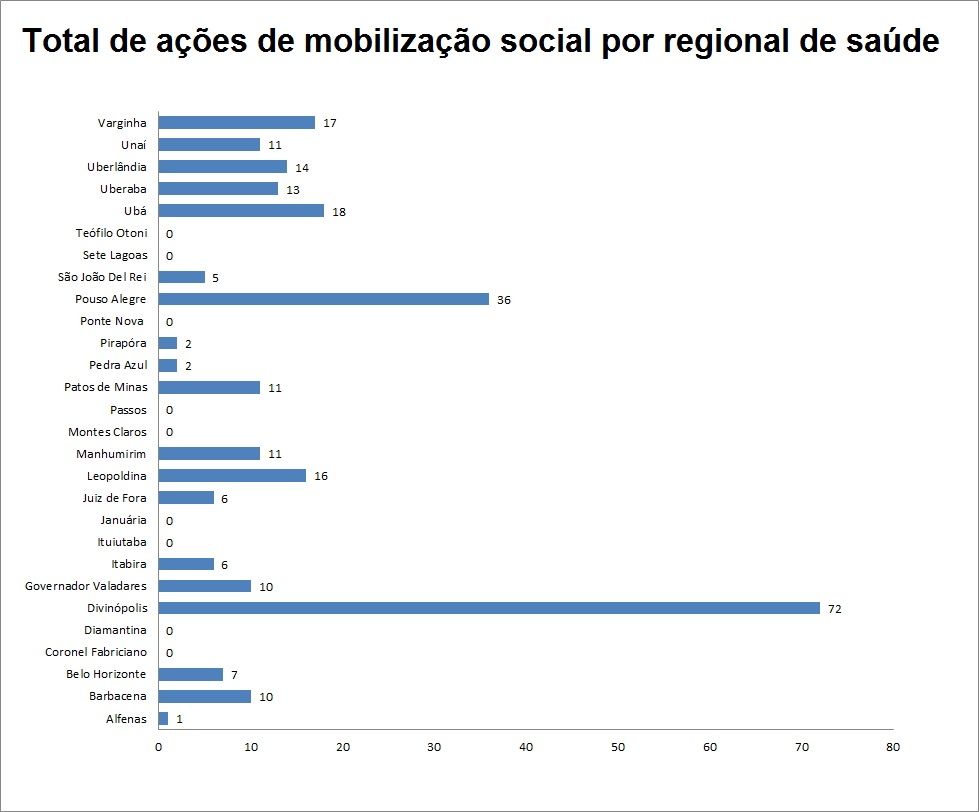 Total de ações de mobilização social por regional de saúde
Varginha 17
Unaí 11
Uberlândia 14
Uberaba 13
Ubá 18
Teófilo Otoni 0
Sete Lagoas 0
São João Del Rei 5
Pouso Alegre 36
Ponte Nova 0
Pirapóra 2
Pedra Azul 2
Patos de Minas 11
Passos 0
Montes Claros 0
Manhumirim 11
Leopoldina 16
Juiz de Fora 6
Januária 0
Ituiutaba 0
Itabira 6
Governador Valadares 10
Divinópolis 72
Diamantina 0
Coronel Fabriciano 0
Belo Horizonte 7
Barbacena 10
Alfenas 1
0 10 20 30 40 50 60 70 80